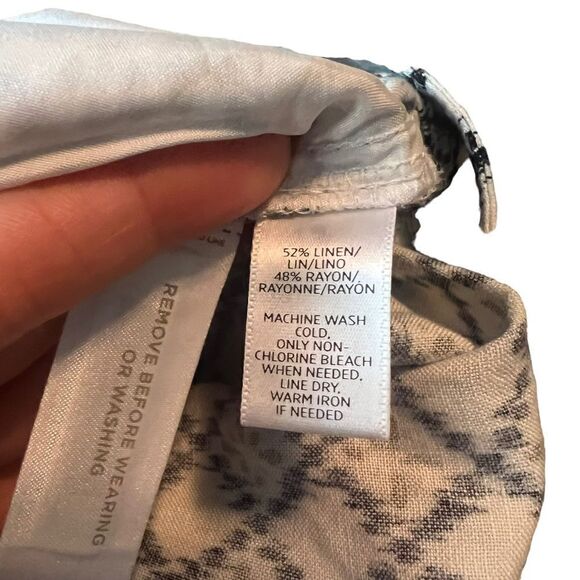 52% LINEN/
LIN/LINO
48% RAYON/
RAYONNE/RAYÓN
MACHINE WASH
COLD,
ONLY NON-
CHLORINE BLEACH
WHEN NEEDED,
LINE DRY,
WARM IRON
IF NEEDED
REMOVE BEFORE WEARING
OR WASHING